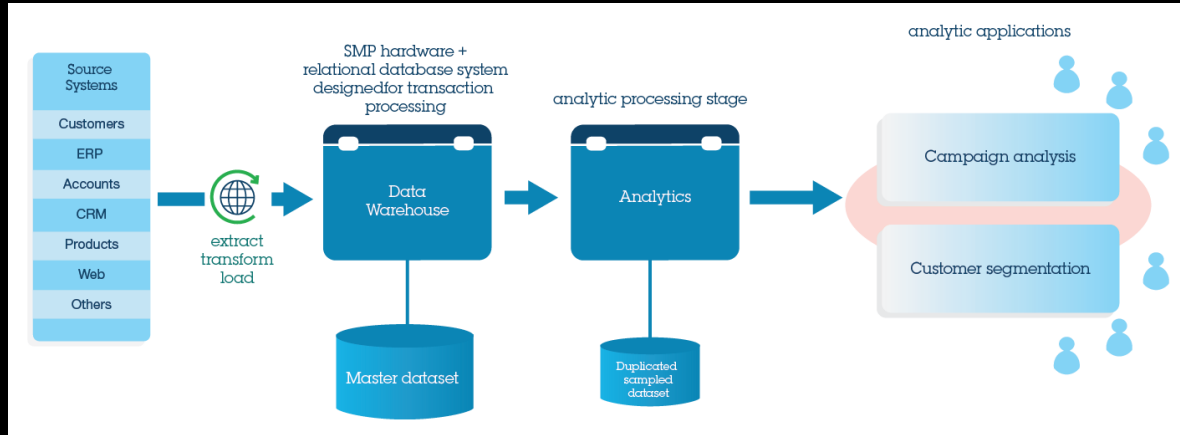 Source
Systems
Customers
ERP
Accounts
CRM
Products
Web
Others
extract
transform
load
SMP hardware +
relational database system
designedfor transaction
processing
Data
Warehouse
Master dataset
analytic processing stage
Analytics
Duplicated
sampled
dataset
analytic applications
Campaign analysis
Customer segmentation